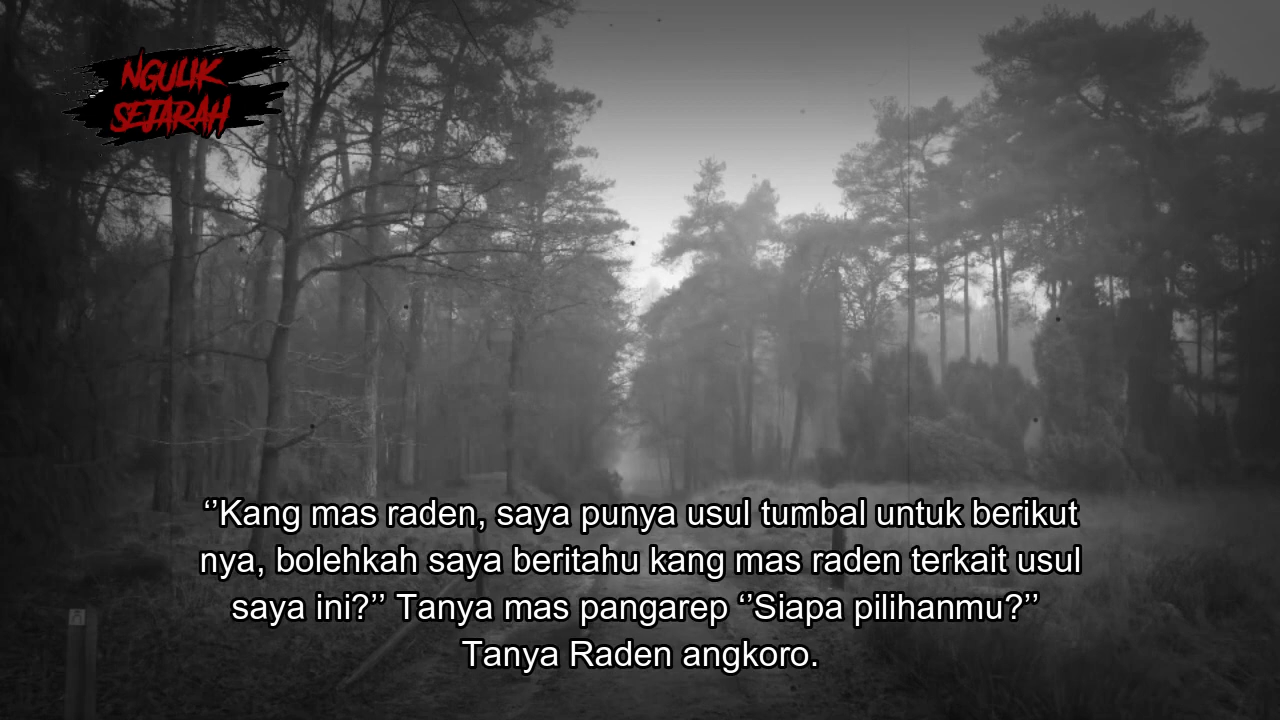 NGULIK
SEJARAH
‘’Kang mas raden, saya punya usul tumbal untuk berikut
nya, bolehkah saya beritahu kang mas raden terkait usul
saya ini?’’ Tanya mas pangarep ‘’Siapa pilihanmu?’’
Tanya Raden angkoro.